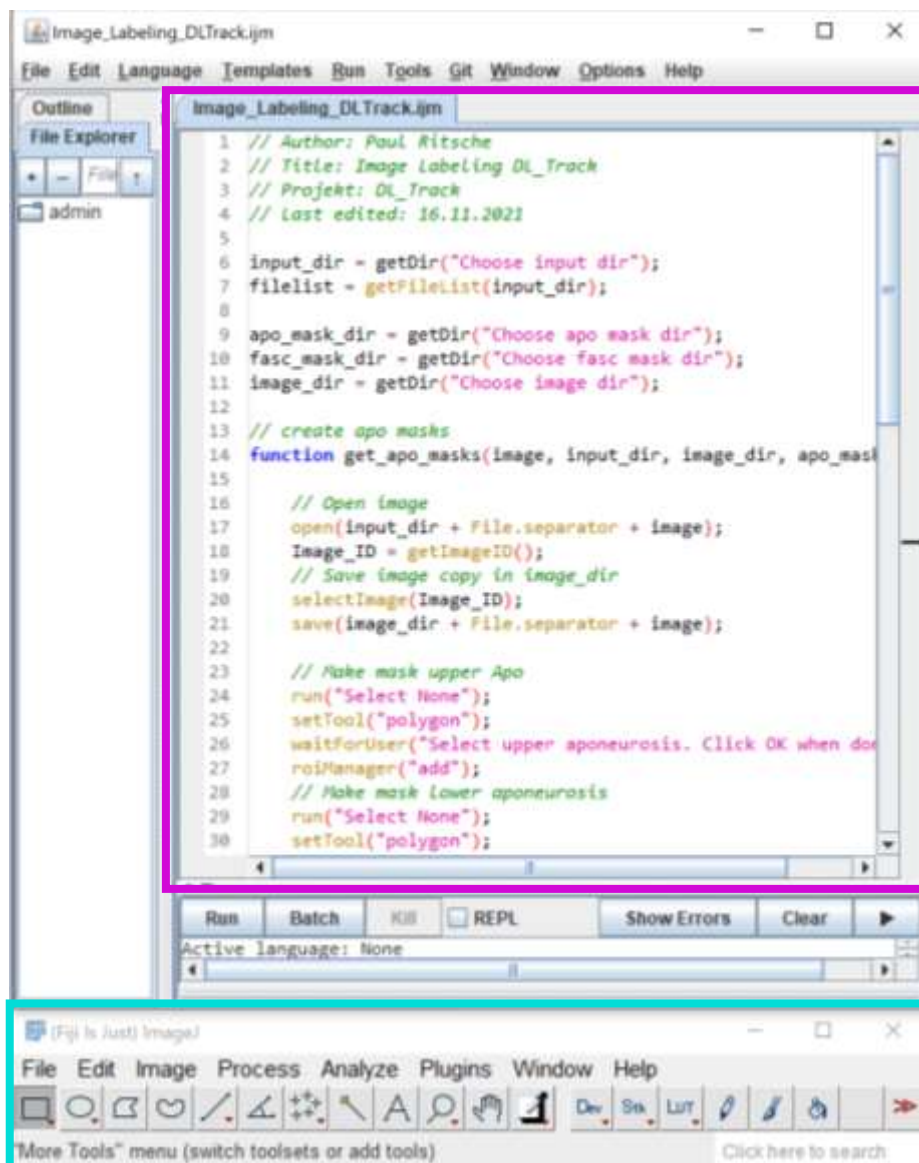 Image_Labeling_DLTrack.ijm
File Edit Language Templates Run Tools Git Window Options Help
Outline
File Explorer
File
admin
Image_Labeling_DLTrack.ijm
1 // Author: Paul Ritsche
2 // Title: Image Labeling DL_Track
3 // Projekt: DL_Track
4 // Last edited: 16.11.2021
5
6 input_dir = getDir("Choose input dir");
7 filelist = getFileList(input_dir);
8
9 apo_mask_dir = getDir("Choose apo mask dir");
10 fasc_mask_dir = getDir("Choose fasc mask dir");
11 image_dir = getDir("Choose image dir");
12
13 // create apo masks
14 function get_apo_masks(image, input_dir, image_dir, apo_mas
15
16 // Open image
17 open(input_dir + File.separator + image);
18 Image_ID = getImageID();
19 // Save image copy in image_dir
20 selectImage(Image_ID);
21 save(image_dir + File.separator + image);
22
23 // Make mask upper Apo
24 run("Select None");
25 setTool("polygon");
26 waitForUser("Select upper aponeurosis. Click OK when do
27 roiManager("add");
28 // Make mask Lower aponeurosis
29 run("Select None");
30 setTool("polygon");
Run Batch Kill REPL Show Errors Clear
Active language: None
(Fiji Is Just) ImageJ
File Edit Image Process Analyze Plugins Window Help
A Dev Stk LUT
"More Tools" menu (switch toolsets or add tools) Click here to search